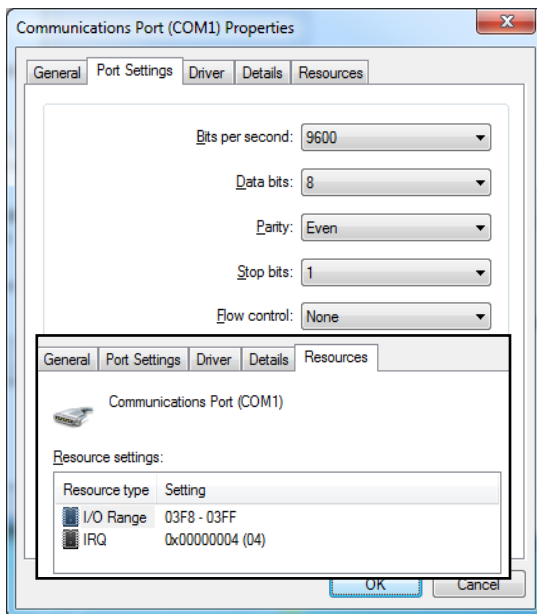 Communications Port (COM1) Properties
General Port Settings Driver Details Resources
Bits per second: 9600
Data bits: 8
Parity: Even
Stop bits: 1
Flow control: None
General Port Settings Driver Details Resources
Communications Port (COM1)
Resource settings:
Resource type Setting
I/O Range 03F8 - 03FF
IRQ 0x00000004 (04)
OK Cancel